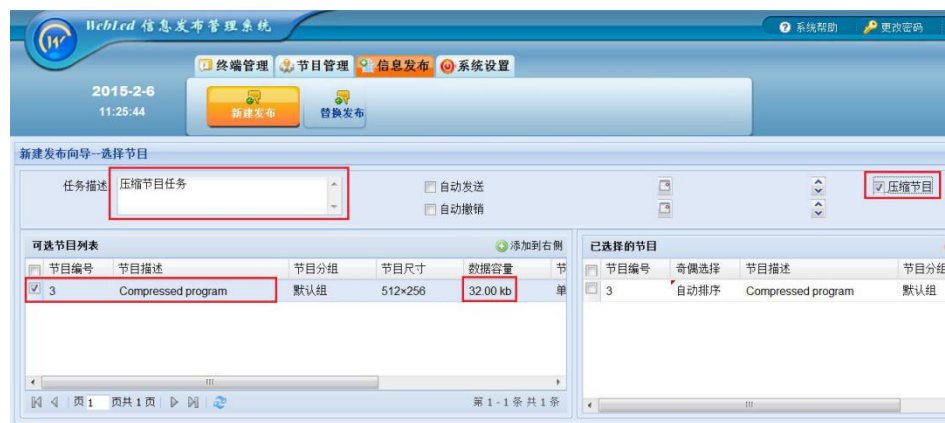 WebLed 信息发布管理系统
系统帮助 更改密码
终端管理 节目管理 信息发布 系统设置
2015-2-6
11:25:44
新建发布 替换发布
新建发布向导--选择节目
任务描述 压缩节目任务 自动发送 压缩节目
自动撤销
可选节目列表 添加到右侧 已选择的节目
节目编号 节目描述 节目分组 节目尺寸 数据容量 节 节目编号 奇偶选择 节目描述 节目分组
3 Compressed program 默认组 512×256 32.00 kb 单 3 自动排序 Compressed program 默认组
页 1 页共 1 页 第 1 - 1 条 共 1 条